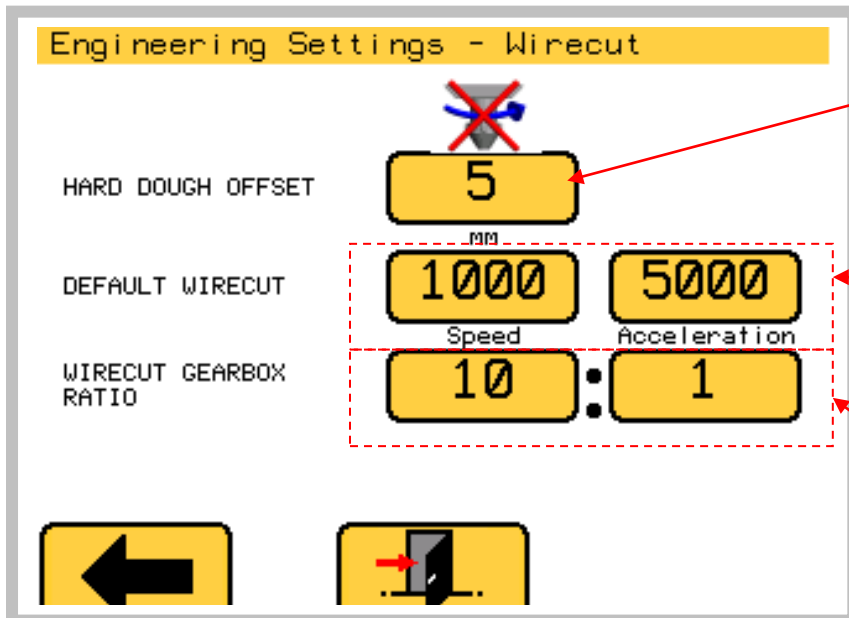 Engineering Settings - Wirecut
HARD DOUGH OFFSET
5
mm
DEFAULT WIRECUT
1000
5000
Speed
Acceleration
WIRECUT GEARBOX
RATIO
10 : 1